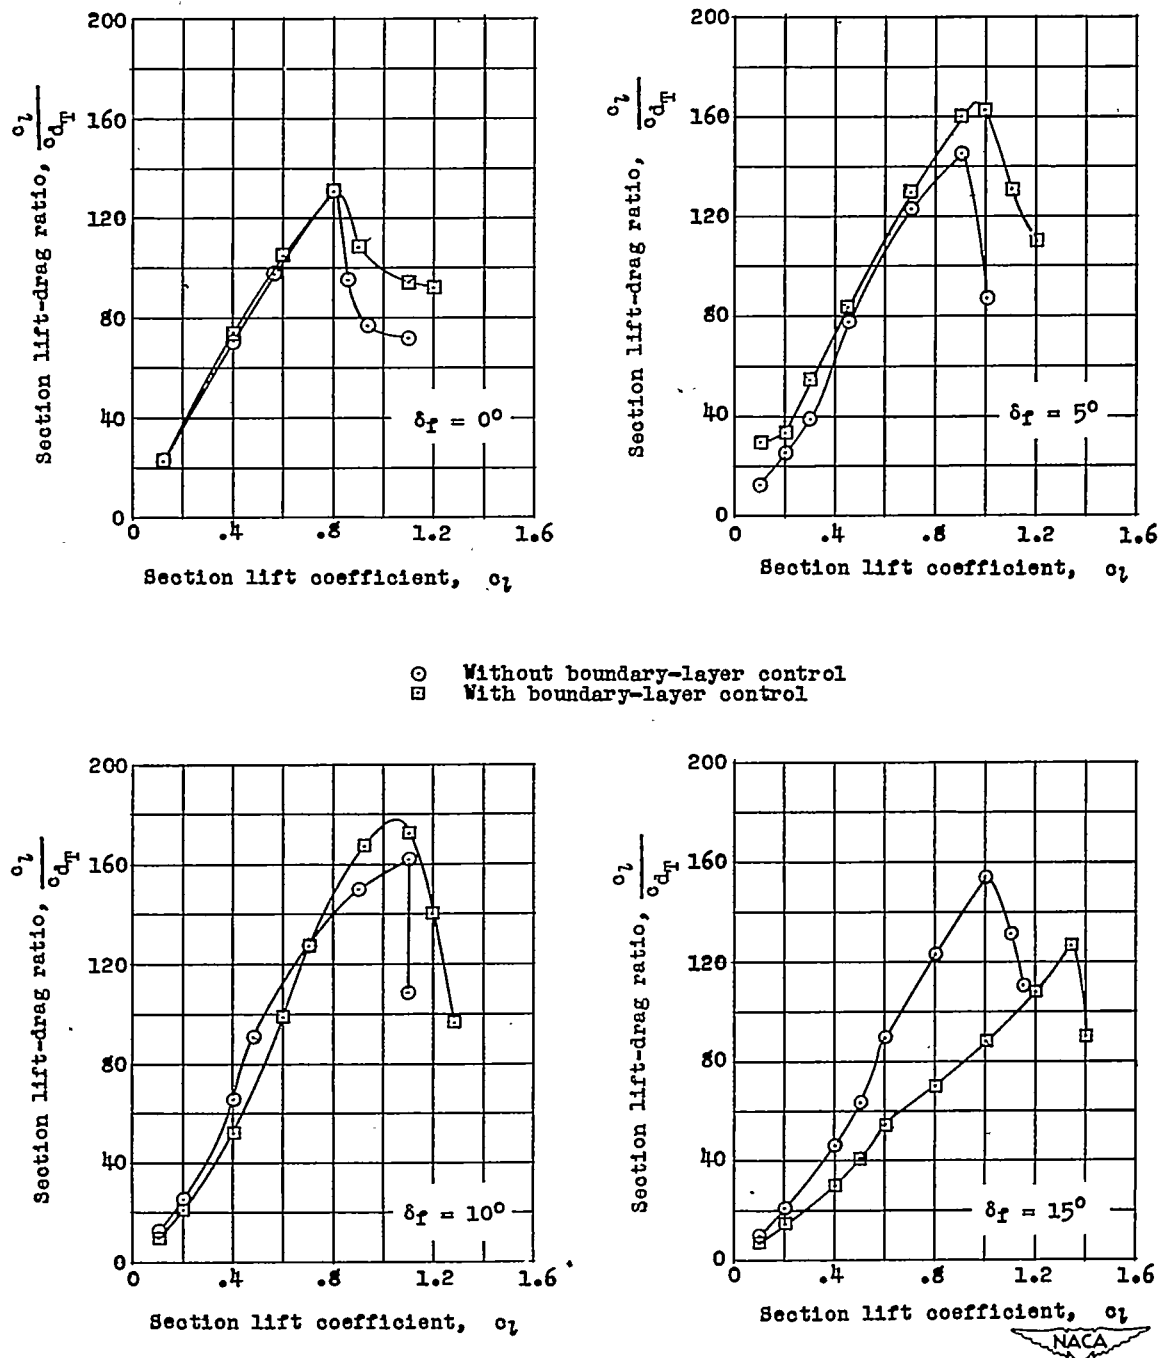 200
160
120
80
40
0
0 .4 .8 1.2 1.6
Section lift-drag ratio, cl/cdT
δf = 0°
Section lift coefficient, cl
200
160
120
80
40
0
0 .4 .8 1.2 1.6
Section lift-drag ratio, cl/cdT
δf = 5°
Section lift coefficient, cl
Without boundary-layer control
With boundary-layer control
200
160
120
80
40
0
0 .4 .8 1.2 1.6
Section lift-drag ratio, cl/cdT
δf = 10°
Section lift coefficient, cl
200
160
120
80
40
0
0 .4 .8 1.2 1.6
Section lift-drag ratio, cl/cdT
δf = 15°
Section lift coefficient, cl
NACA